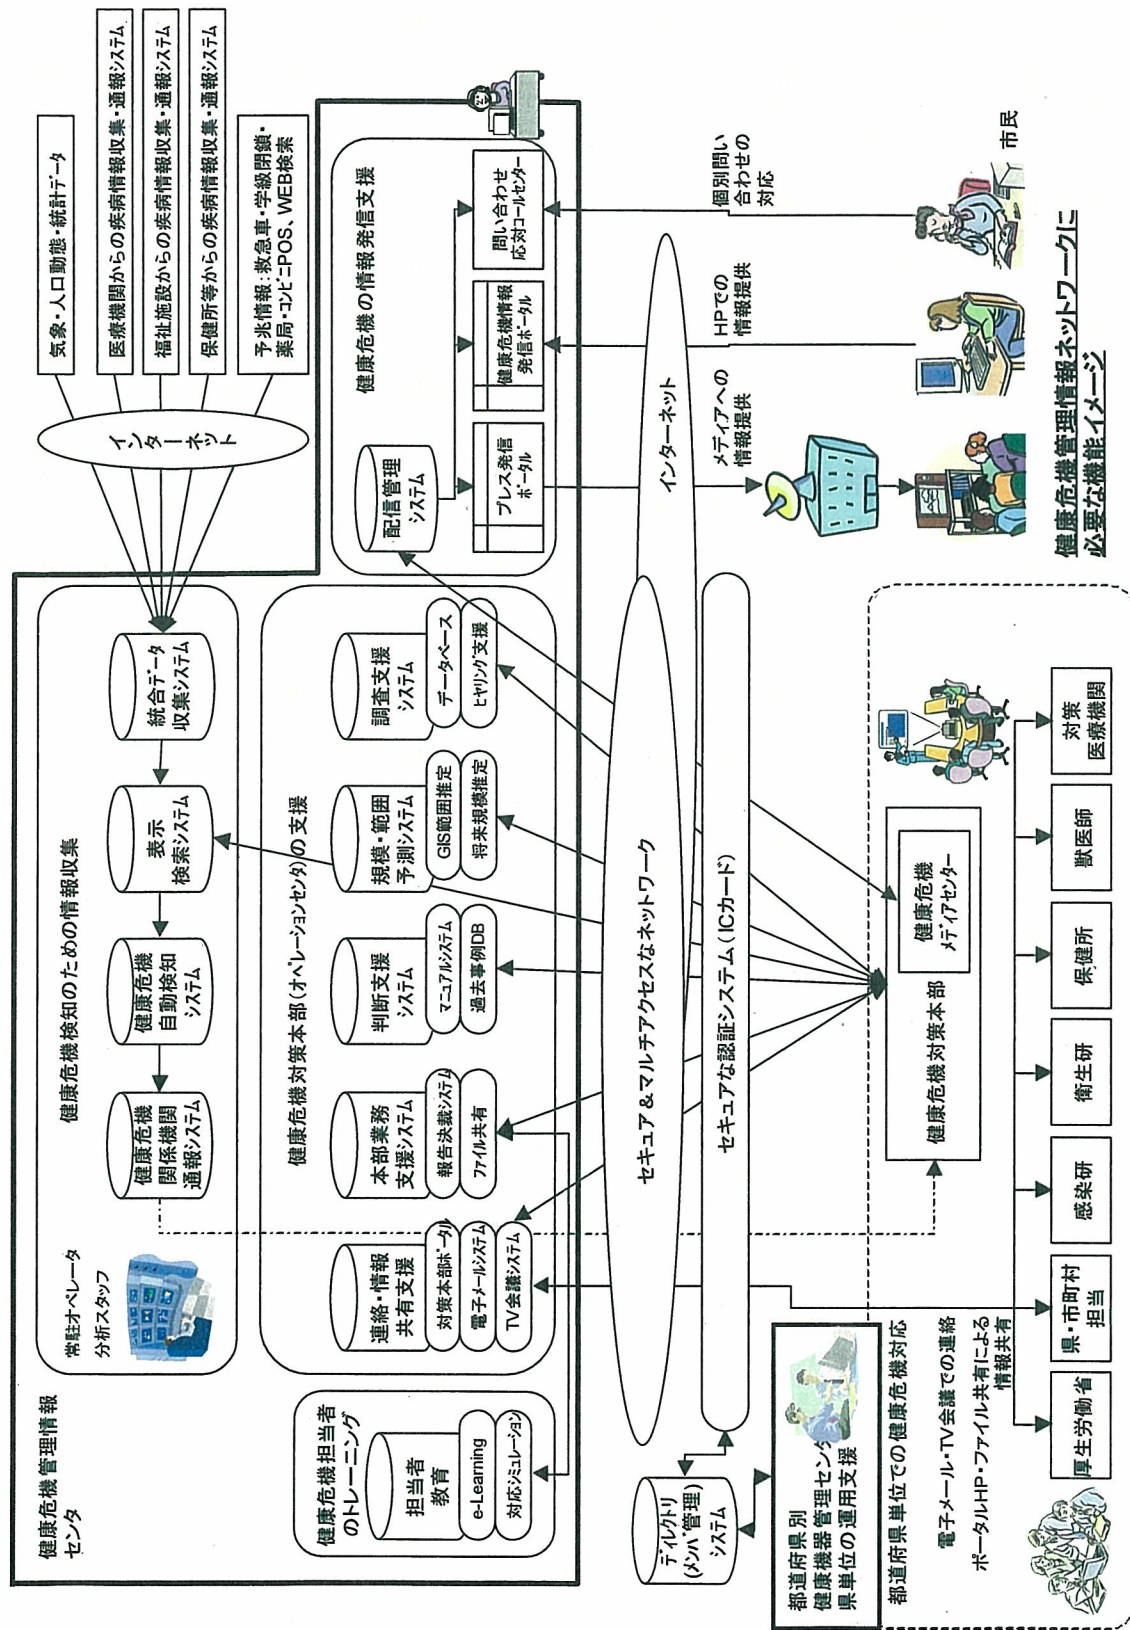 健康危機管理情報
センタ
常駐オペレータ
分析スタッフ
健康危機検知のための情報収集
健康危機
関係機関
通報システム
健康危機
自動検知
システム
表示
検索システム
統合データ
収集システム
インター
ネット
気象・人口動態・統計データ
医療機関からの疾病情報収集・通報システム
福祉施設からの疾病情報収集・通報システム
保健所等からの疾病情報収集・通報システム
予兆情報:救急車・学級閉鎖・
薬局・コンビニPOS、WEB検索
健康危機担当者
のトレーニング
担当者
教育
e-Learning
対応シミュレーション
健康危機対策本部(オペレーションセンタ)の支援
連絡・情報
共有支援
対策本部ポータル
電子メールシステム
TV会議システム
本部業務
支援システム
報告決裁システム
ファイル共有
判断支援
システム
マニュアルシステム
過去事例DB
規模・範囲
予測システム
GIS範囲推定
将来規模推定
調査支援
システム
データベース
ヒヤリング支援
健康危機の情報発信支援
配信管理
システム
プレス発信
ポータル
健康危機情報
発信ポータル
問い合わせ
応対コールセンター
セキュア&マルチアクセスなネットワーク
インターネット
セキュアな認証システム(ICカード)
ディレクトリ
(メンバ管理)
システム
メディアへの
情報提供
HPでの
情報提供
個別問い
合わせの
対応
市民
都道府県別
健康機器管理センタ
県単位の運用支援
都道府県単位での健康危機対応
健康危機対策本部
健康危機
メディアセンター
電子メール・TV会議での連絡
ポータルHP・ファイル共有による
情報共有
厚生労働省
県・市町村
担当
感染研
衛生研
保健所
獣医師
対策
医療機関
健康危機管理情報ネットワークに
必要な機能イメージ